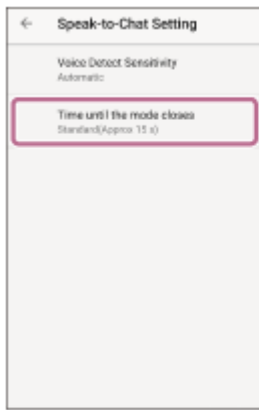 Speak-to-Chat Setting
Voice Detect Sensitivity
Automatic
Time until the mode closes
Standard(Approx 15 s)